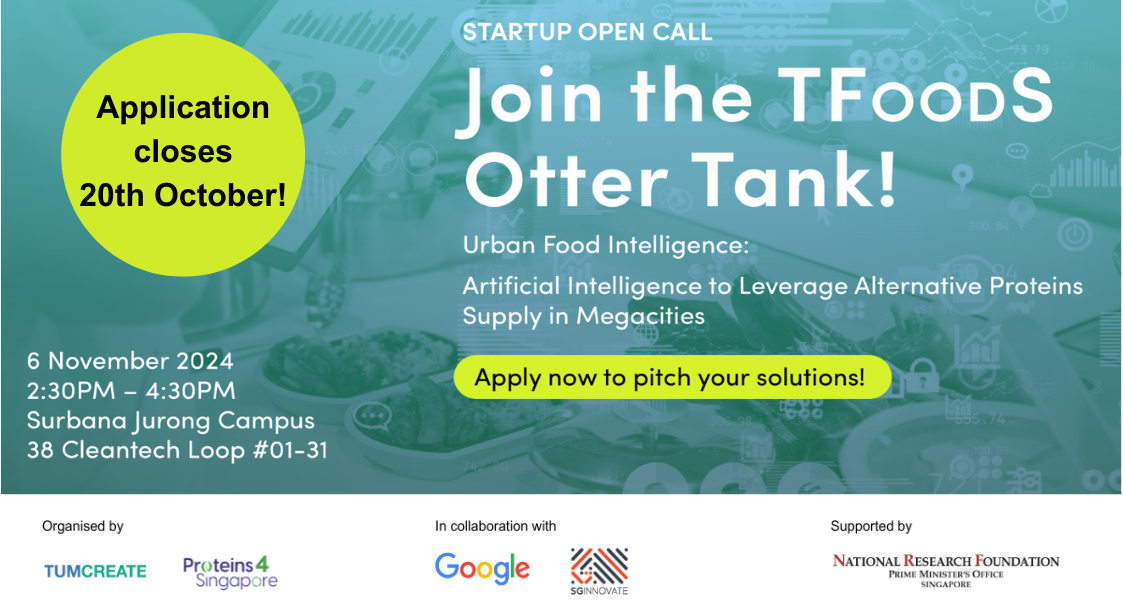 STARTUP OPEN CALL
Join the TFOODS
Otter Tank!
Application
closes
20th October!
Urban Food Intelligence:
Artificial Intelligence to Leverage Alternative Proteins
Supply in Megacities
Apply now to pitch your solutions!
6 November 2024
2:30PM – 4:30PM
Surbana Jurong Campus
38 Cleantech Loop #01-31
Organised by
TUMCREATE
Proteins4
Singapore
In collaboration with
Google
SGINNOVATE
Supported by
NATIONAL RESEARCH FOUNDATION
PRIME MINISTER'S OFFICE
SINGAPORE